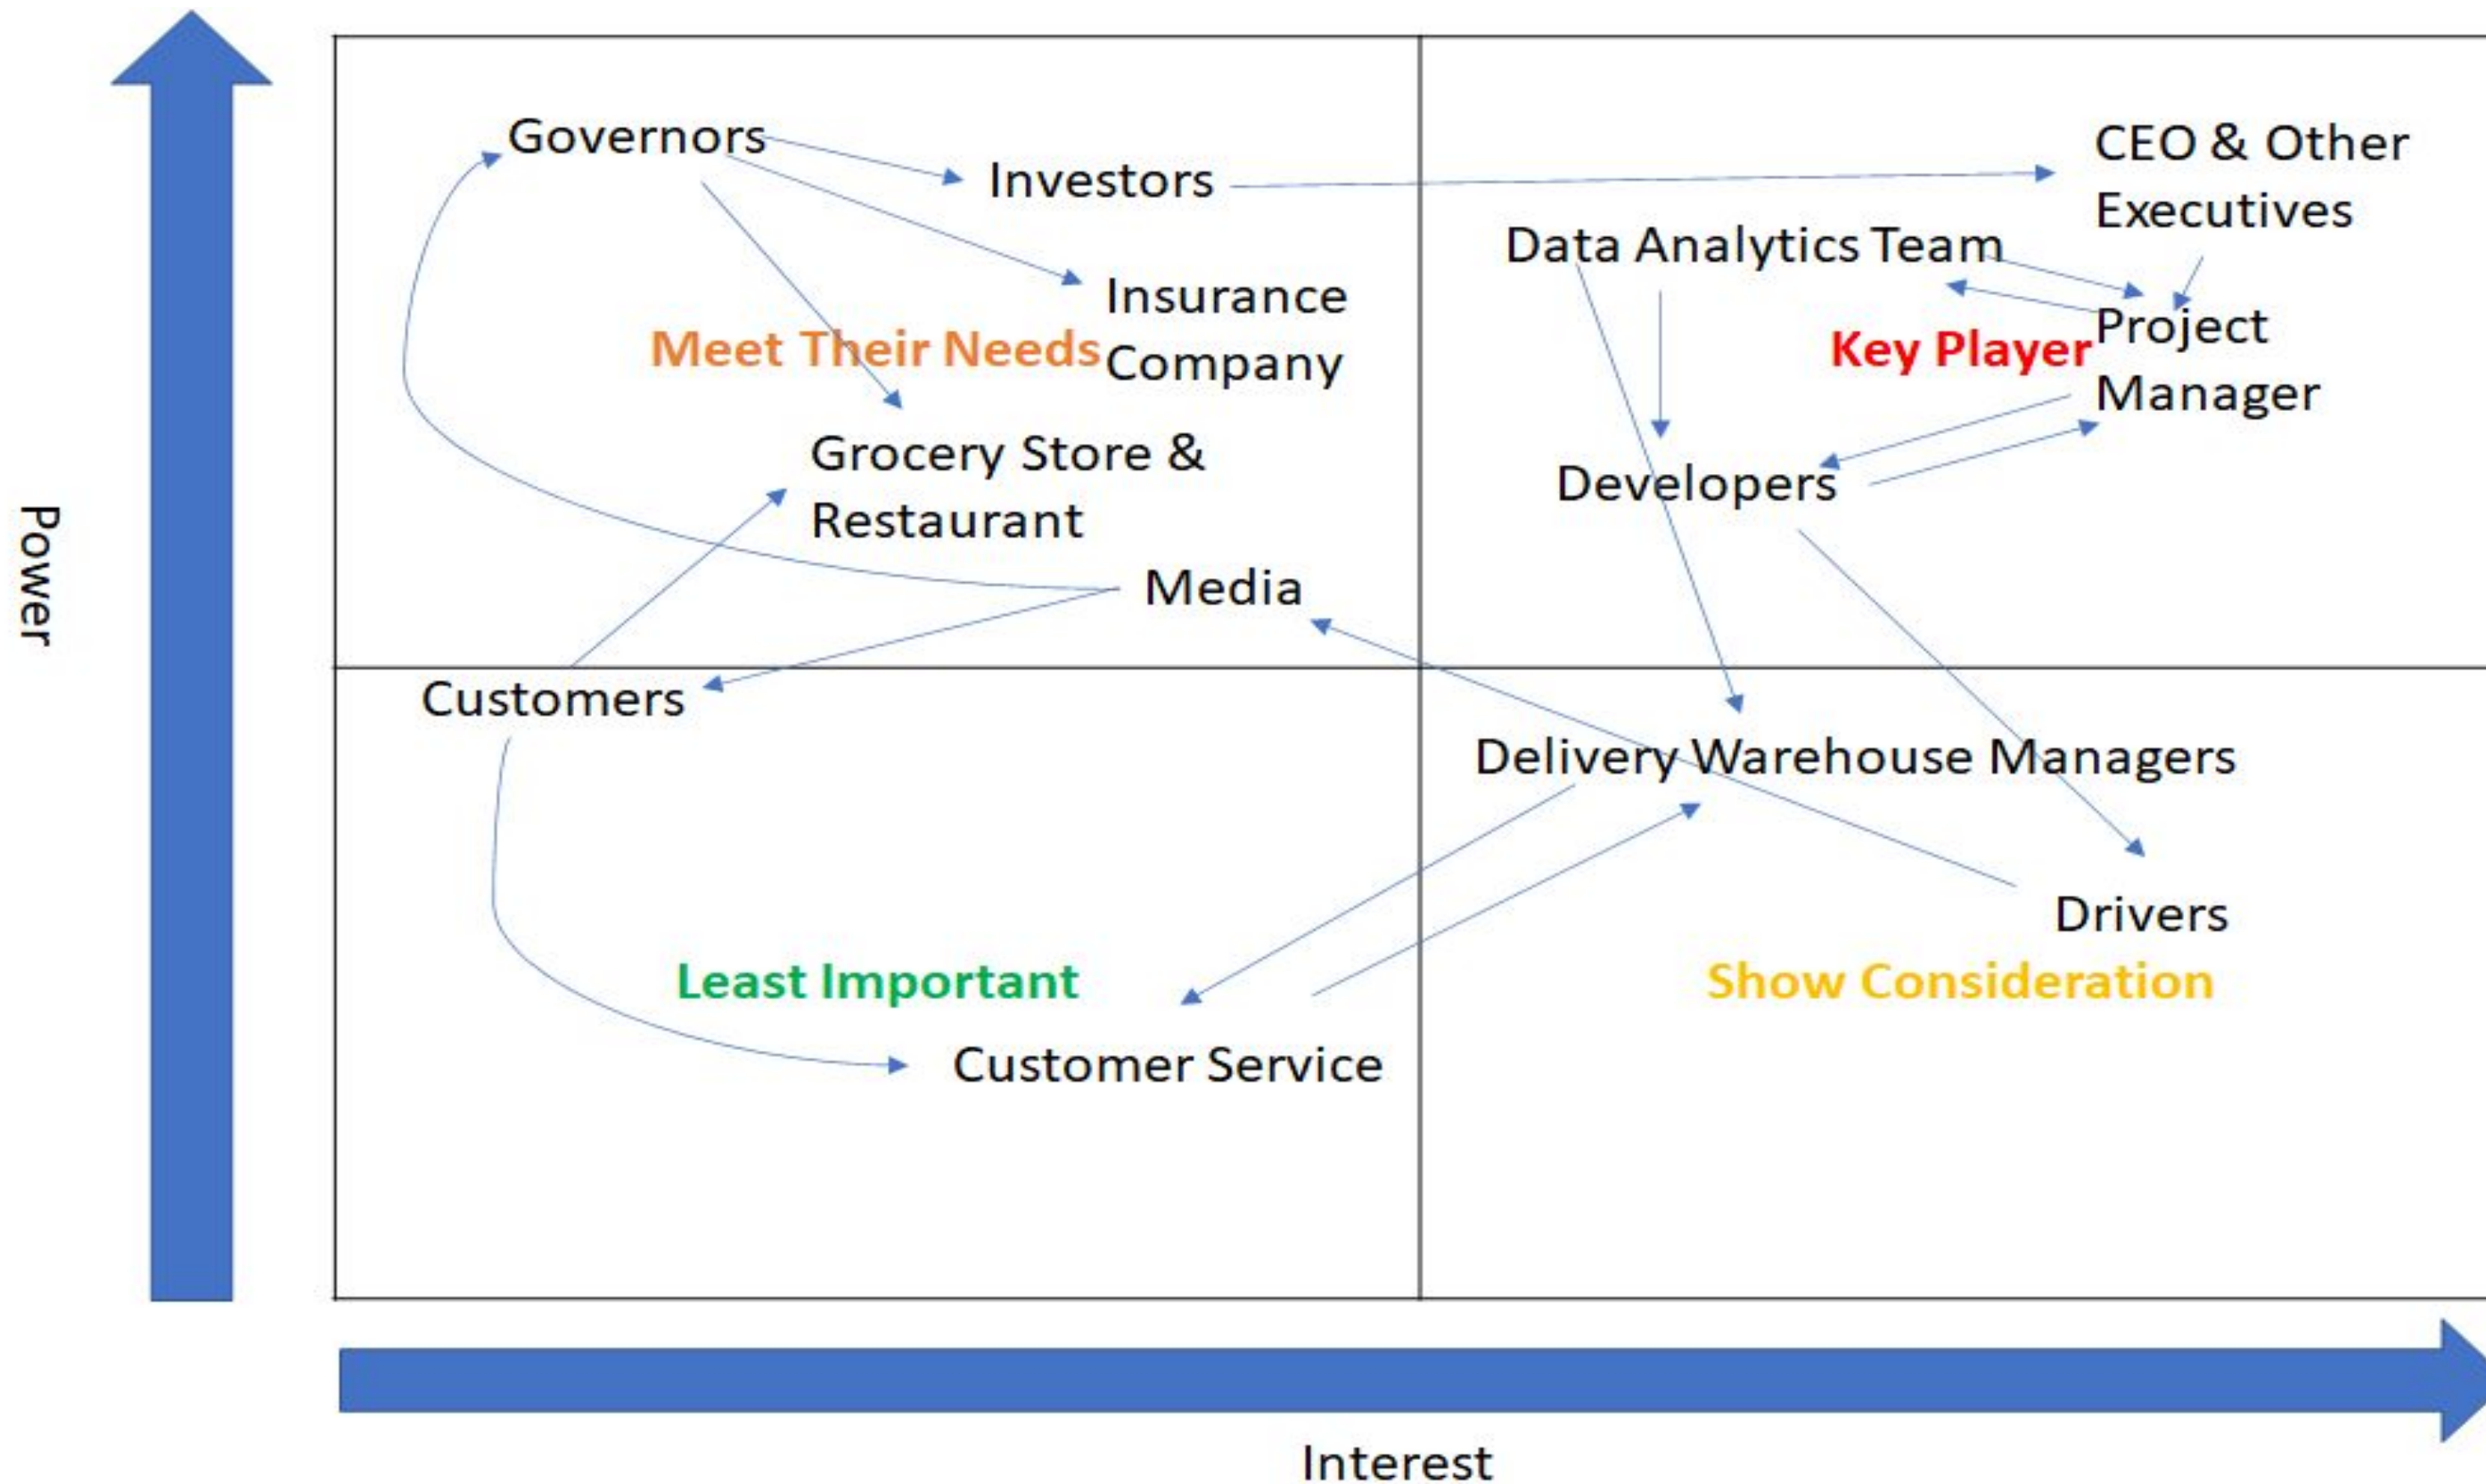 Power
Governors
Investors
Insurance
Company
Meet Their Needs
Grocery Store &
Restaurant
Media
CEO & Other
Executives
Data Analytics Team
Key Player
Project
Manager
Developers
Customers
Least Important
Customer Service
Delivery Warehouse Managers
Drivers
Show Consideration
Interest